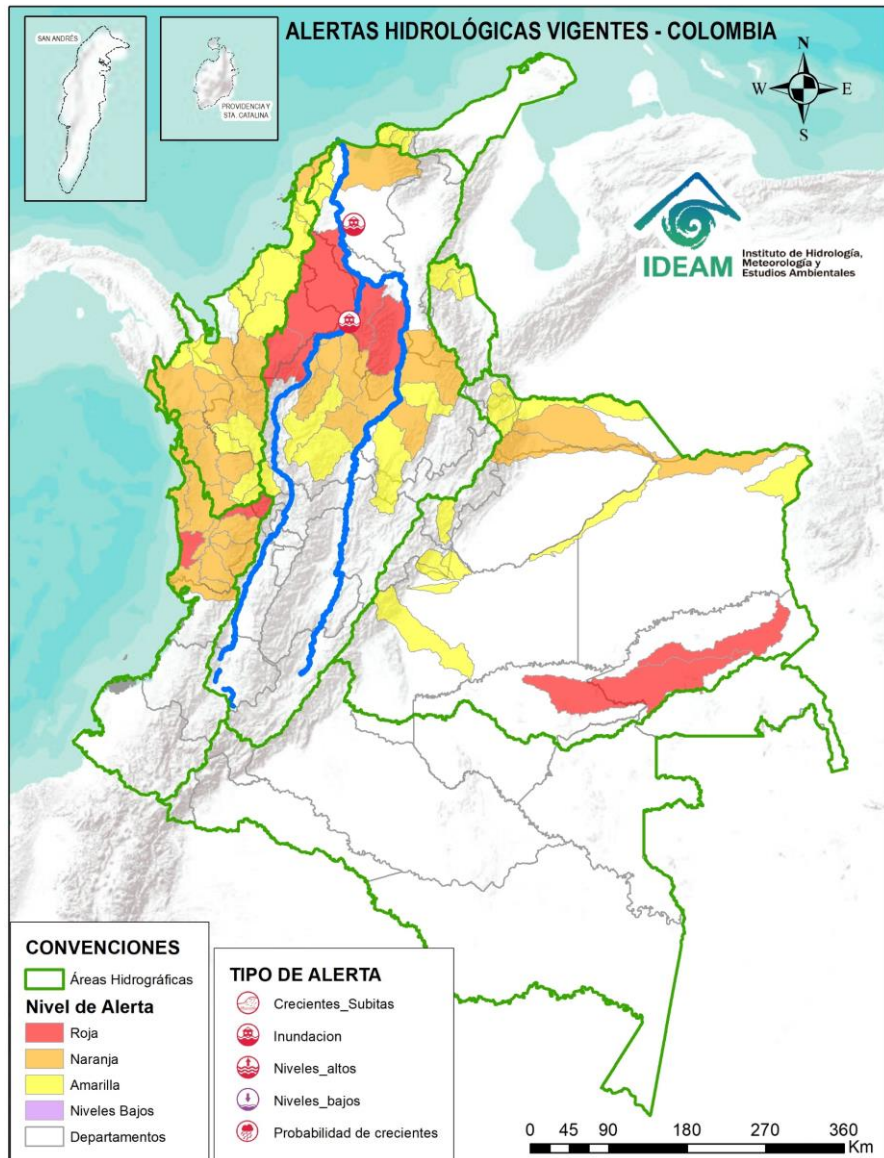 SAN ANDRÉS
PROVIDENCIA Y
STA. CATALINA
ALERTAS HIDROLÓGICAS VIGENTES - COLOMBIA
N
W
E
S
IDEAM
Instituto de Hidrología,
Meteorología y
Estudios Ambientales
CONVENCIONES
Áreas Hidrográficas
Nivel de Alerta
Roja
Naranja
Amarilla
Niveles Bajos
Departamentos
TIPO DE ALERTA
Crecientes_Subitas
Inundacion
Niveles_altos
Niveles_bajos
Probabilidad de crecientes
0 45 90 180 270 360
Km